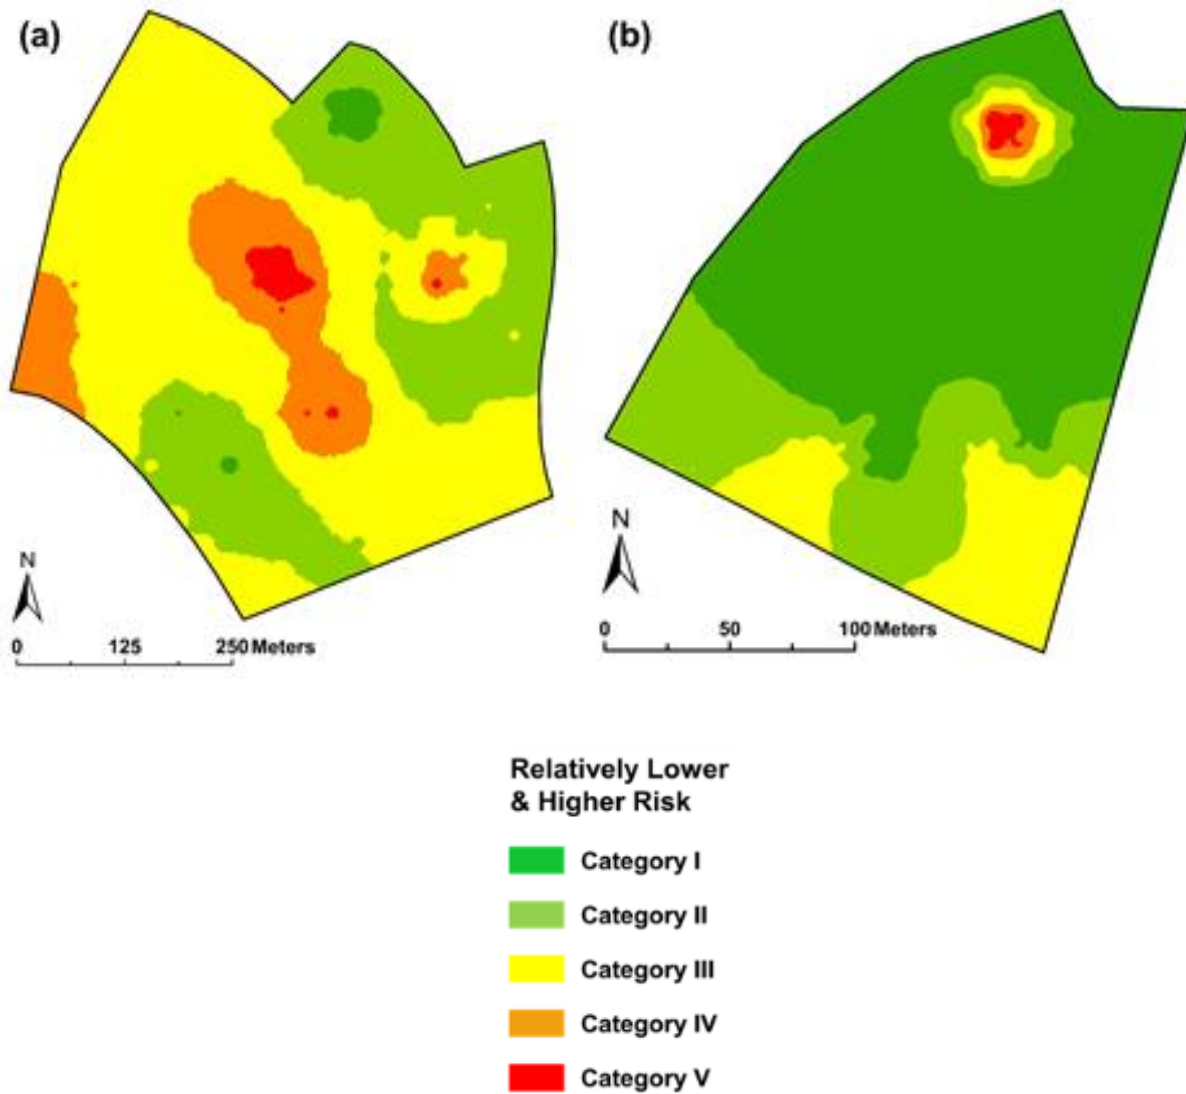 (a)
(b)
N
0 125 250 Meters
N
0 50 100 Meters
Relatively Lower
& Higher Risk
Category I
Category II
Category III
Category IV
Category V